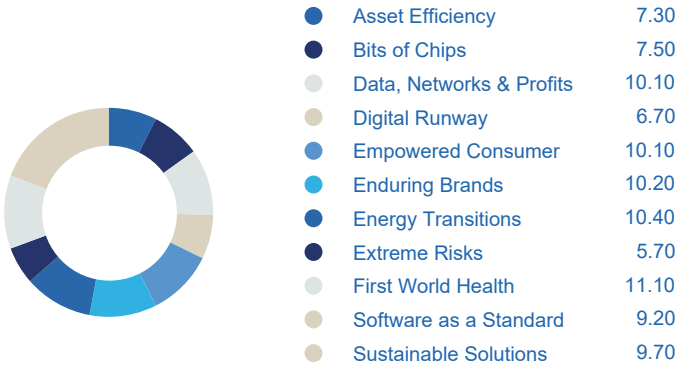 Asset Efficiency 7.30
Bits of Chips 7.50
Data, Networks & Profits 10.10
Digital Runway 6.70
Empowered Consumer 10.10
Enduring Brands 10.20
Energy Transitions 10.40
Extreme Risks 5.70
First World Health 11.10
Software as a Standard 9.20
Sustainable Solutions 9.70